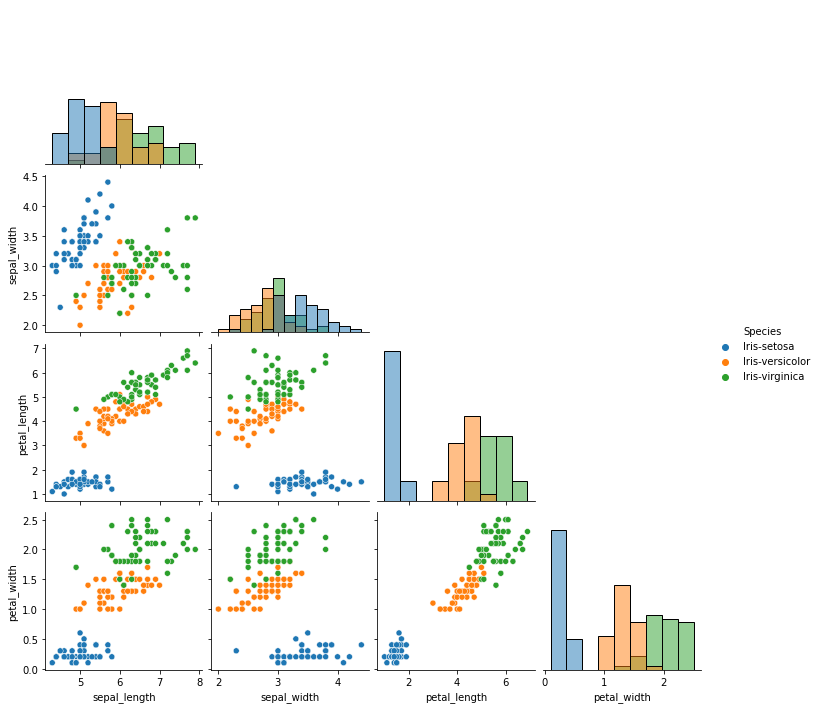 4.5
4.0
3.5
3.0
2.5
2.0
sepal_width
7
6
5
4
3
2
1
petal_length
Species
Iris-setosa
Iris-versicolor
Iris-virginica
2.5
2.0
1.5
1.0
0.5
0.0
petal_width
5 6 7 8
sepal_length
2 3 4
sepal_width
4 6
petal_length
0 1 2
petal_width